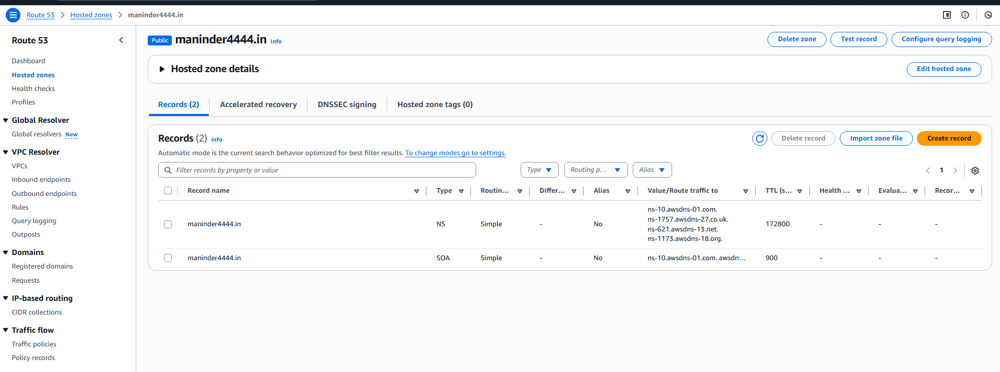 Route 53 > Hosted zones > maninder4444.in
Route 53
Dashboard
Hosted zones
Health checks
Profiles
Global Resolver
Global resolvers New
VPC Resolver
VPCs
Inbound endpoints
Outbound endpoints
Rules
Query logging
Outposts
Domains
Registered domains
Requests
IP-based routing
CIDR collections
Traffic flow
Traffic policies
Policy records
Public maninder4444.in Info
Delete zone Test record Configure query logging
Hosted zone details Edit hosted zone
Records (2) Accelerated recovery DNSSEC signing Hosted zone tags (0)
Records (2) Info
Delete record Import zone file Create record
Automatic mode is the current search behavior optimized for best filter results. To change modes go to settings.
Filter records by property or value Type Routing p... Alias 1
Record name Type Routin... Differ... Alias Value/Route traffic to TTL (s... Health ... Evalua... Recor...
ns-10.awsdns-01.com.
ns-1757.awsdns-27.co.uk.
maninder4444.in NS Simple - No 172800 - - -
ns-621.awsdns-13.net.
ns-1173.awsdns-18.org.
maninder4444.in SOA Simple - No ns-10.awsdns-01.com. awsdn... 900 - - -